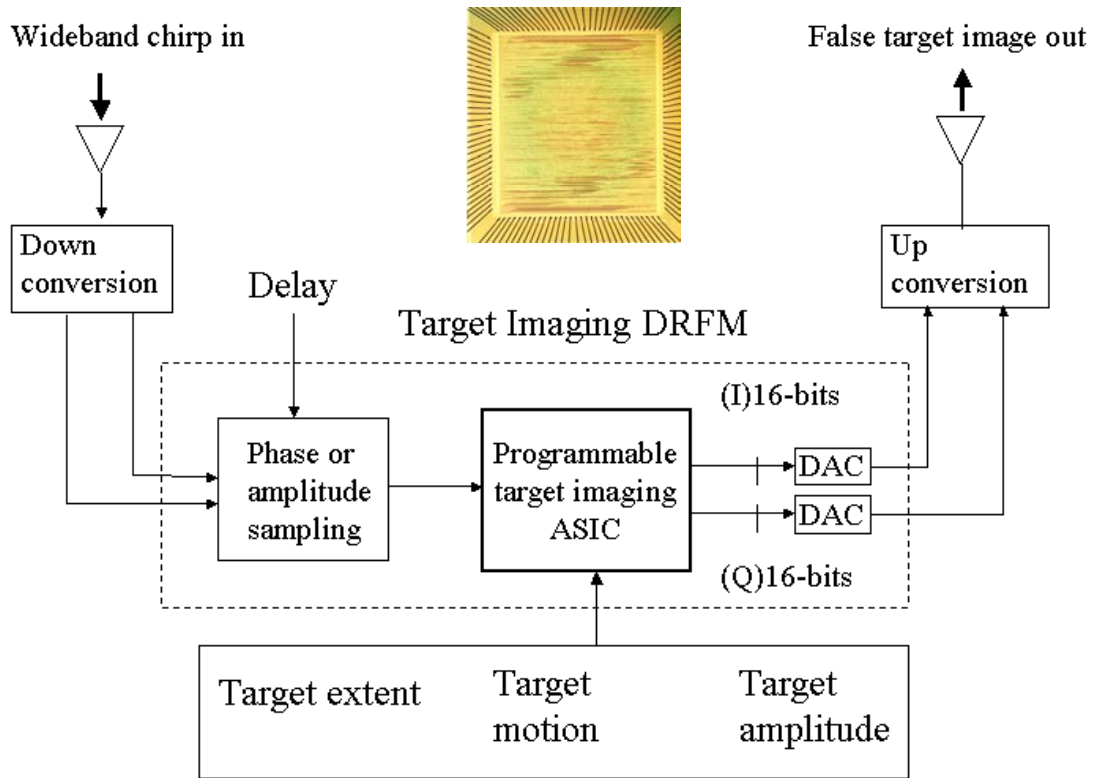 Wideband chirp in
False target image out
Down
conversion
Up
conversion
Delay
Target Imaging DRFM
(I)16-bits
Phase or
amplitude
sampling
Programmable
target imaging
ASIC
DAC
DAC
(Q)16-bits
Target extent
Target
motion
Target
amplitude